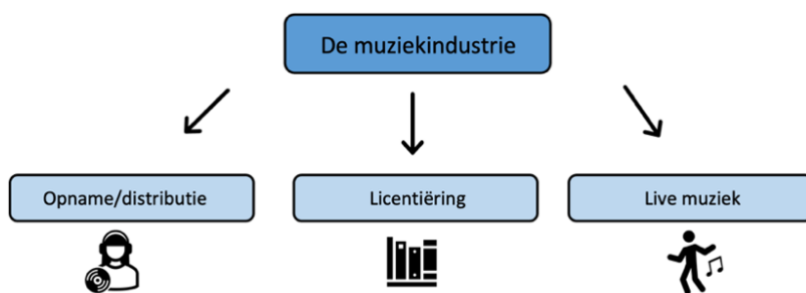 De muziekindustrie
Opname/distributie
Licentiëring
Live muziek